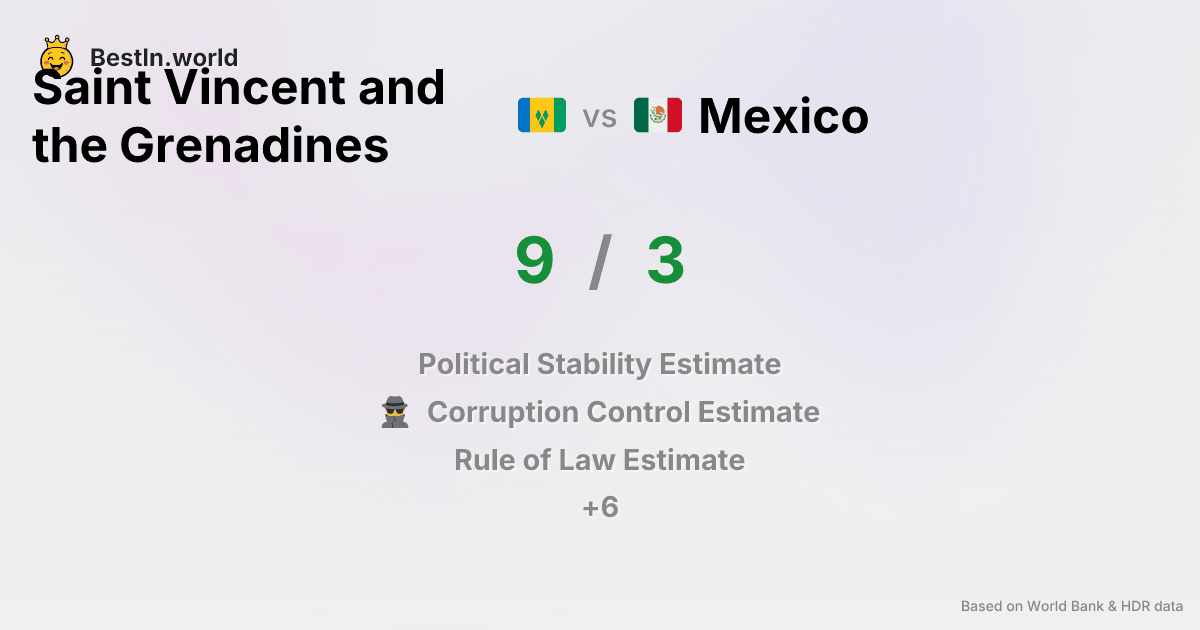 BestIn.world
Saint Vincent and
the Grenadines
vs
Mexico
9 / 3
Political Stability Estimate
Corruption Control Estimate
Rule of Law Estimate
+6
Based on World Bank & HDR data